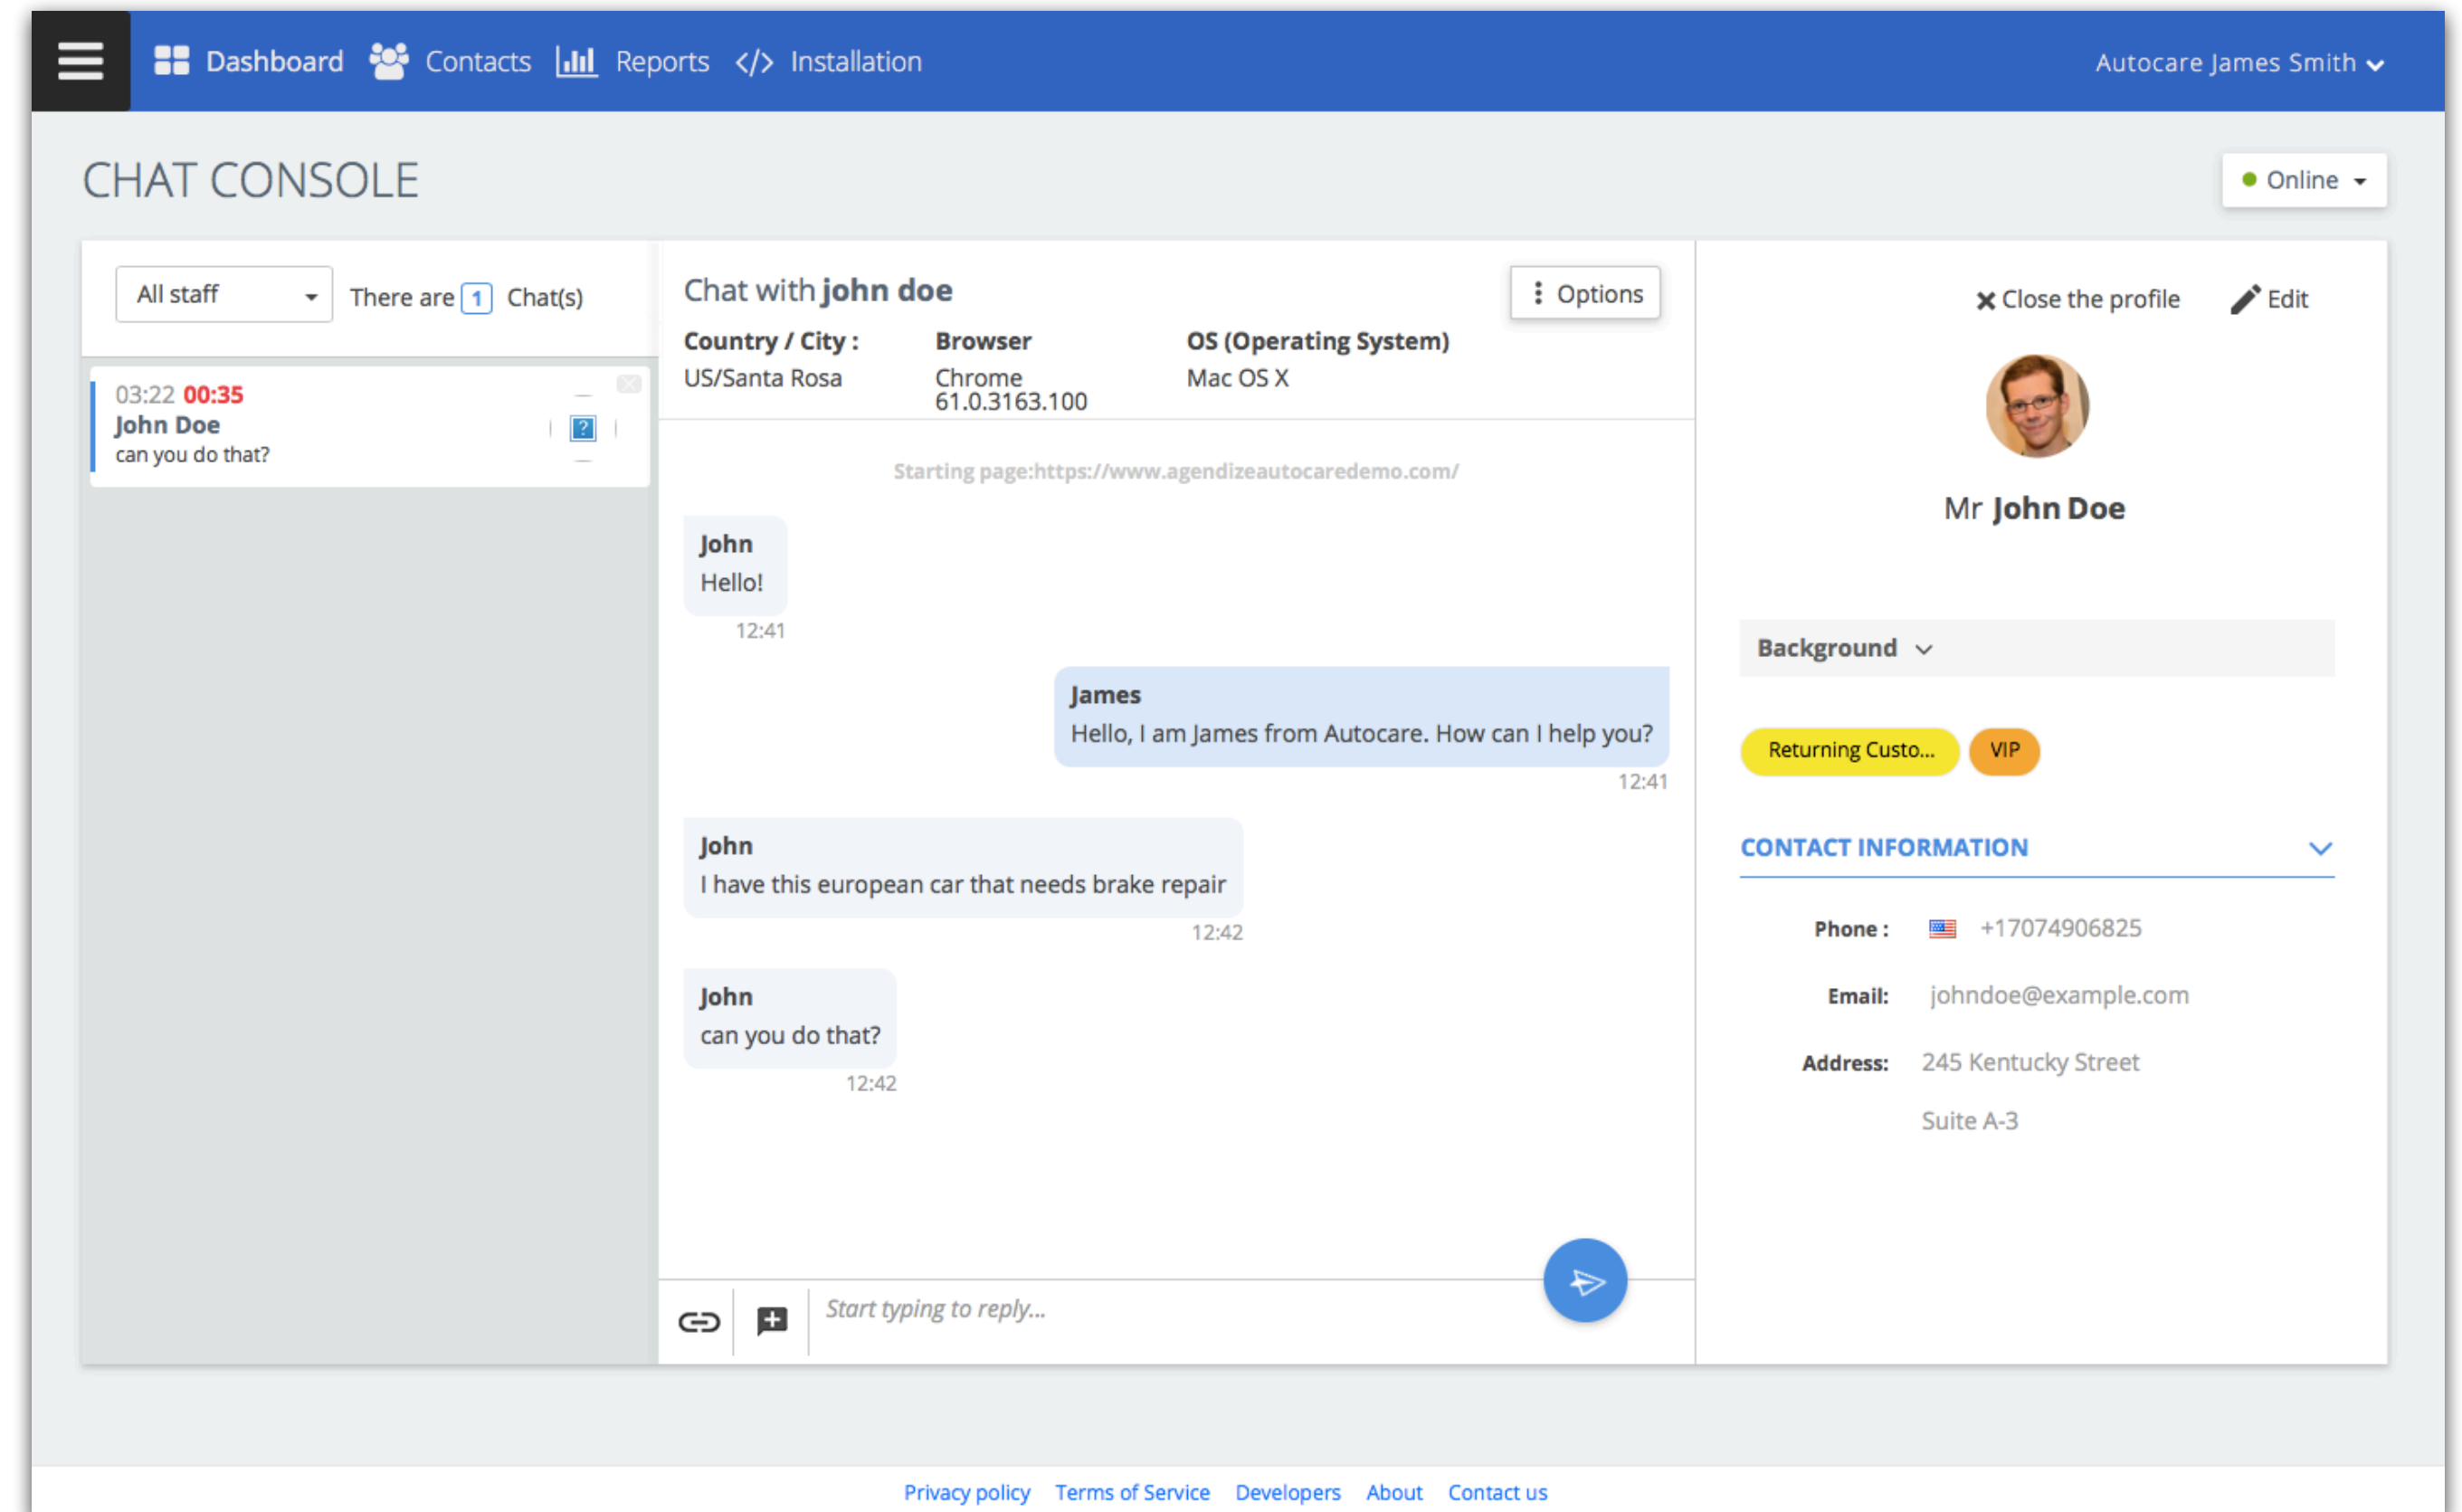 Dashboard Contacts Reports </> Installation
Autocare James Smith
CHAT CONSOLE
Online
All staff
There are 1 Chat(s)
03:22 00:35
John Doe
can you do that?
Chat with john doe
Options
Country / City :
US/Santa Rosa
Browser
Chrome
61.0.3163.100
OS (Operating System)
Mac OS X
Starting page:https://www.agendizeautocaredemo.com/
John
Hello!
12:41
James
Hello, I am James from Autocare. How can I help you?
12:41
John
I have this european car that needs brake repair
12:42
John
can you do that?
12:42
Start typing to reply...
Close the profile
Edit
Mr John Doe
Background
Returning Custo...
VIP
CONTACT INFORMATION
Phone : +17074906825
Email: johndoe@example.com
Address: 245 Kentucky Street
Suite A-3
Privacy policy Terms of Service Developers About Contact us